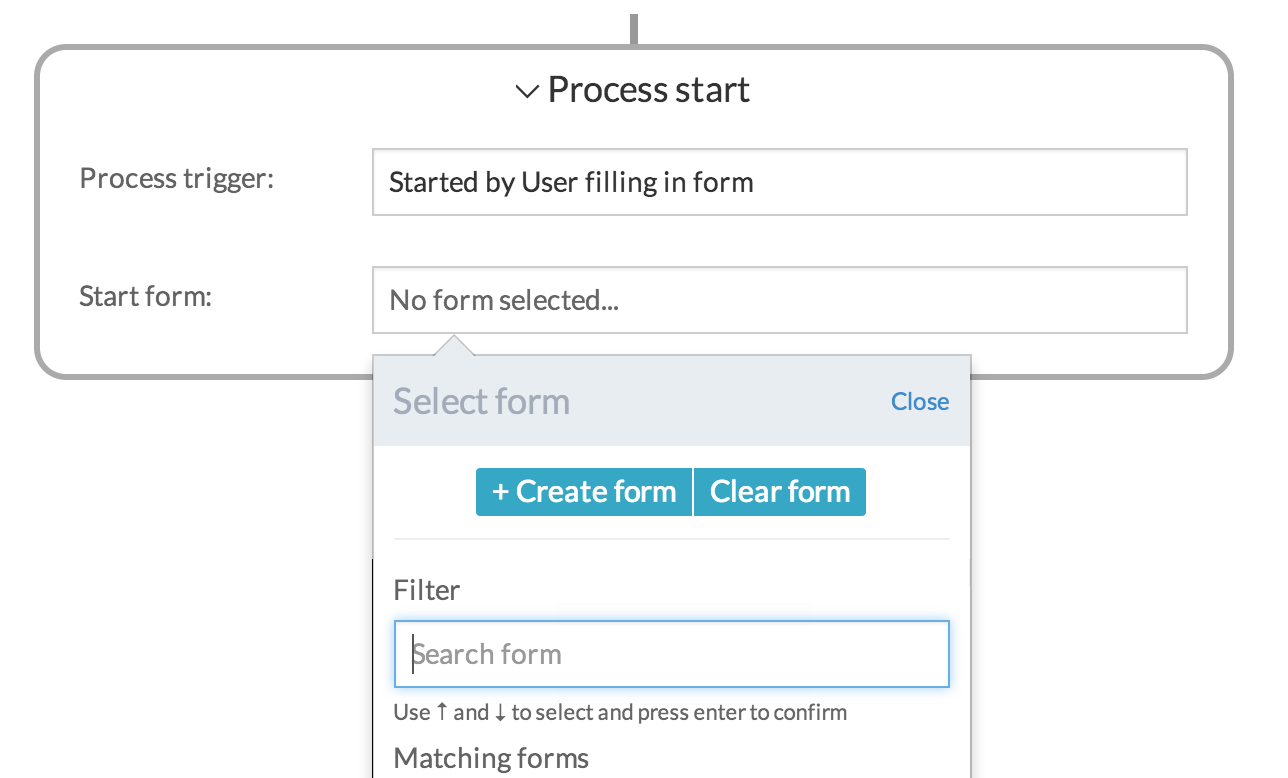 Process start
Process trigger:
Started by User filling in form
Start form:
No form selected...
Select form
Close
+ Create form
Clear form
Filter
Search form
Use ↑ and ↓ to select and press enter to confirm
Matching forms